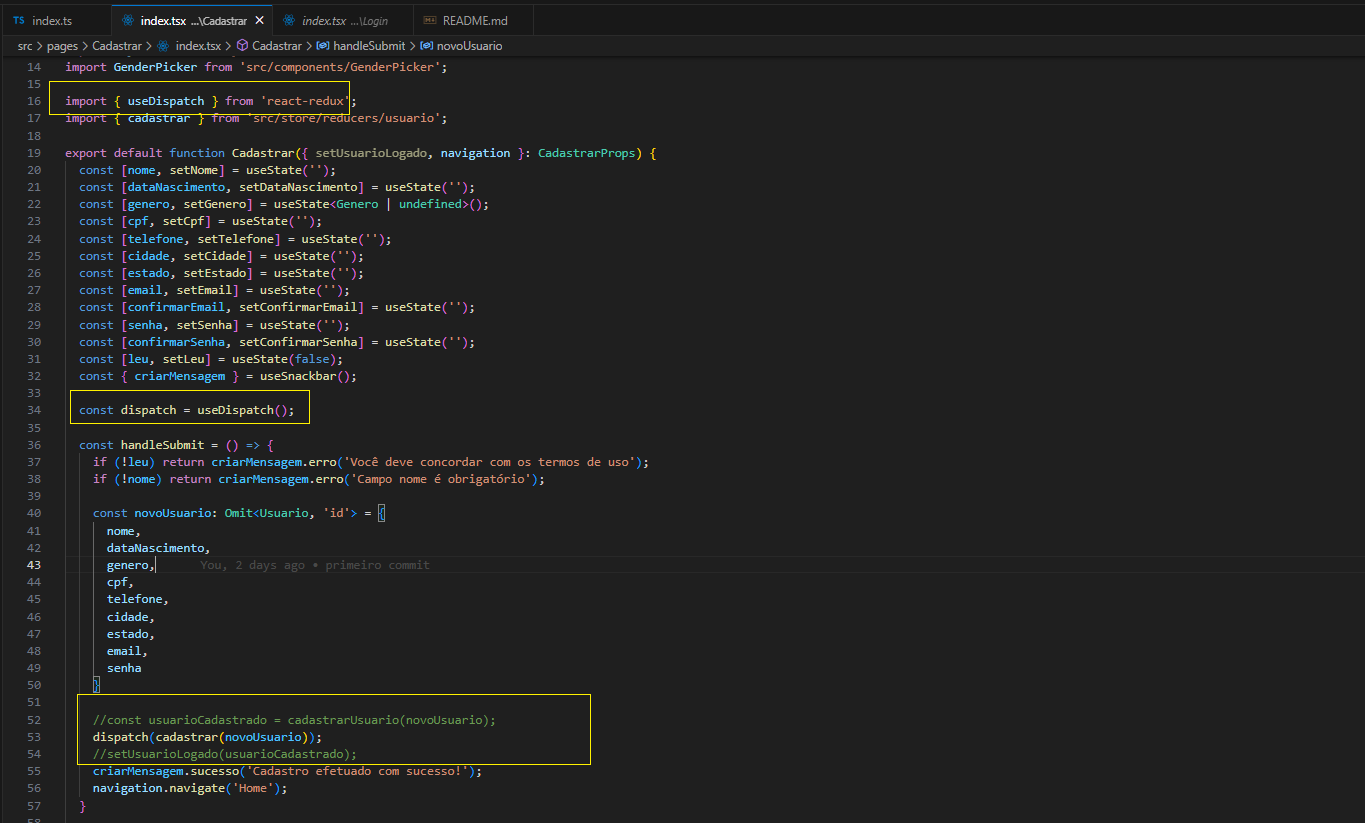 TS index.ts index.tsx ...\Cadastrar × index.tsx ...\Login README.md
src > pages > Cadastrar > index.tsx > Cadastrar > handleSubmit > novoUsuario
14 import GenderPicker from 'src/components/GenderPicker';
15
16 import { useDispatch } from 'react-redux';
17 import { cadastrar } from 'src/store/reducers/usuario';
18
19 export default function Cadastrar({ setUsuarioLogado, navigation }: CadastrarProps) {
20 const [nome, setNome] = useState('');
21 const [dataNascimento, setDataNascimento] = useState('');
22 const [genero, setGenero] = useState<Genero | undefined>();
23 const [cpf, setCpf] = useState('');
24 const [telefone, setTelefone] = useState('');
25 const [cidade, setCidade] = useState('');
26 const [estado, setEstado] = useState('');
27 const [email, setEmail] = useState('');
28 const [confirmarEmail, setConfirmarEmail] = useState('');
29 const [senha, setSenha] = useState('');
30 const [confirmarSenha, setConfirmarSenha] = useState('');
31 const [leu, setLeu] = useState(false);
32 const { criarMensagem } = useSnackbar();
33
34 const dispatch = useDispatch();
35
36 const handleSubmit = () => {
37 if (!leu) return criarMensagem.erro('Você deve concordar com os termos de uso');
38 if (!nome) return criarMensagem.erro('Campo nome é obrigatório');
39
40 const novoUsuario: Omit<Usuario, 'id'> = {
41 nome,
42 dataNascimento,
43 genero, You, 2 days ago • primeiro commit
44 cpf,
45 telefone,
46 cidade,
47 estado,
48 email,
49 senha
50 }
51
52 //const usuarioCadastrado = cadastrarUsuario(novoUsuario);
53 dispatch(cadastrar(novoUsuario));
54 //setUsuarioLogado(usuarioCadastrado);
55 criarMensagem.sucesso('Cadastro efetuado com sucesso!');
56 navigation.navigate('Home');
57 }
58